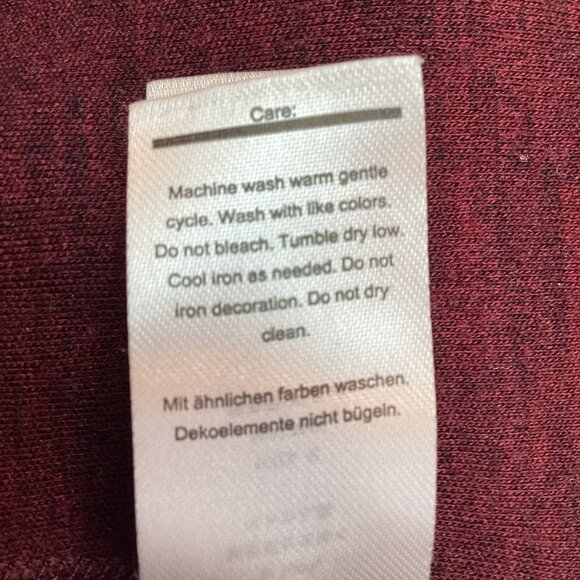 Care:
Machine wash warm gentle
cycle. Wash with like colors.
Do not bleach. Tumble dry low.
Cool iron as needed. Do not
iron decoration. Do not dry
clean.
Mit ähnlichen farben waschen.
Dekoelemente nicht bügeln.